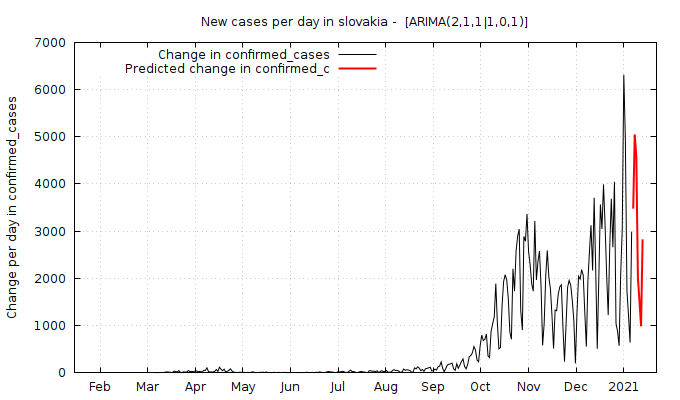 New cases per day in slovakia - [ARIMA(2,1,1|1,0,1)]
Change in confirmed_cases
Predicted change in confirmed_c
Change per day in confirmed_cases
7000
6000
5000
4000
3000
2000
1000
0
Feb Mar Apr May Jun Jul Aug Sep Oct Nov Dec 2021